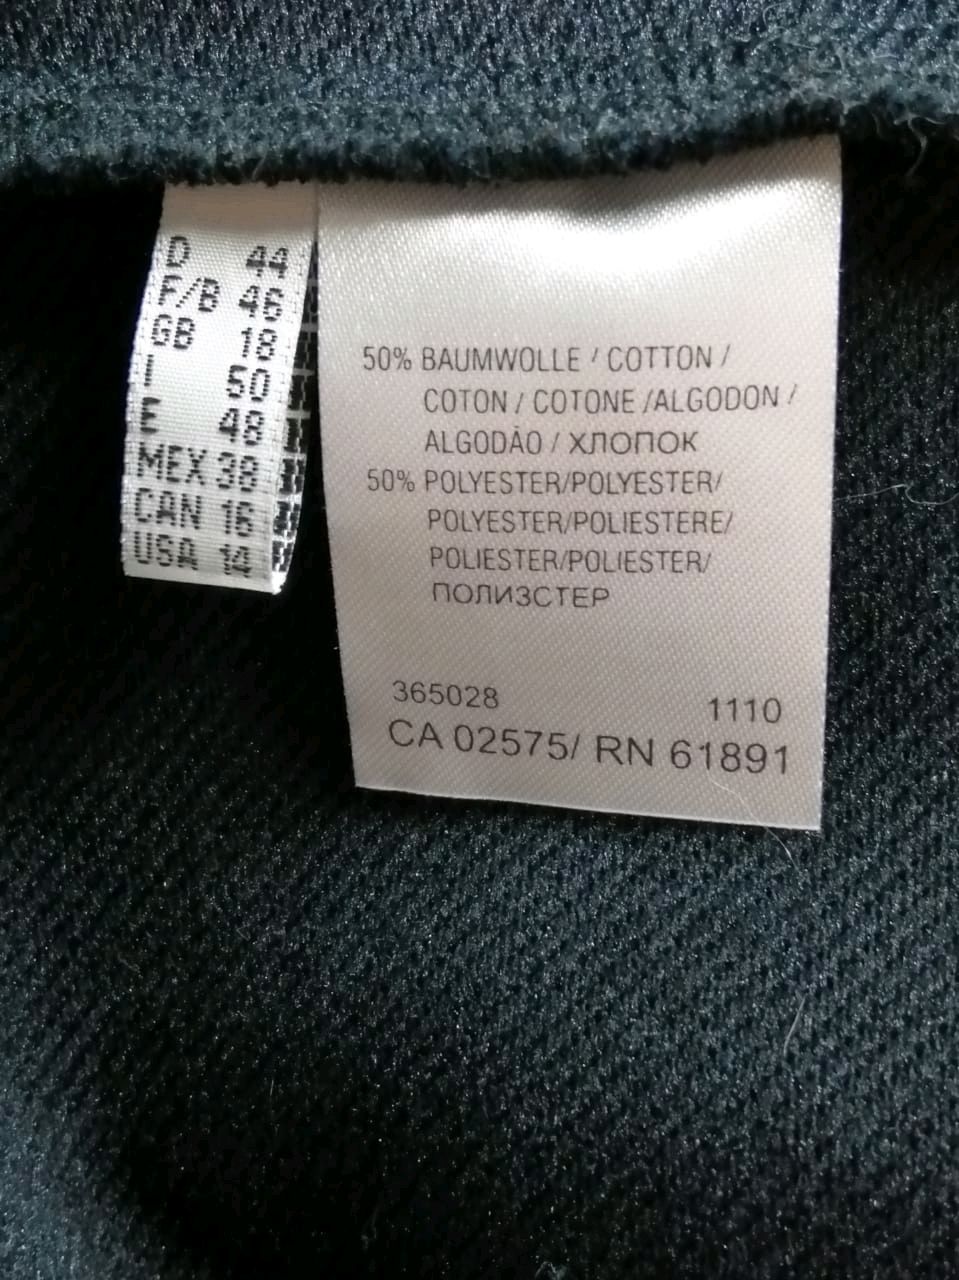 D 44
F/B 46
GB 18
I 50
E 48
MEX 38
CAN 16
USA 14
50% BAUMWOLLE / COTTON /
COTON / COTONE /ALGODON /
ALGODÃO / ХЛОПОК
50% POLYESTER/POLYESTER/
POLYESTER/POLIESTERE/
POLIESTER/POLIESTER/
ПОЛИЗСТЕР
365028 1110
CA 02575/ RN 61891